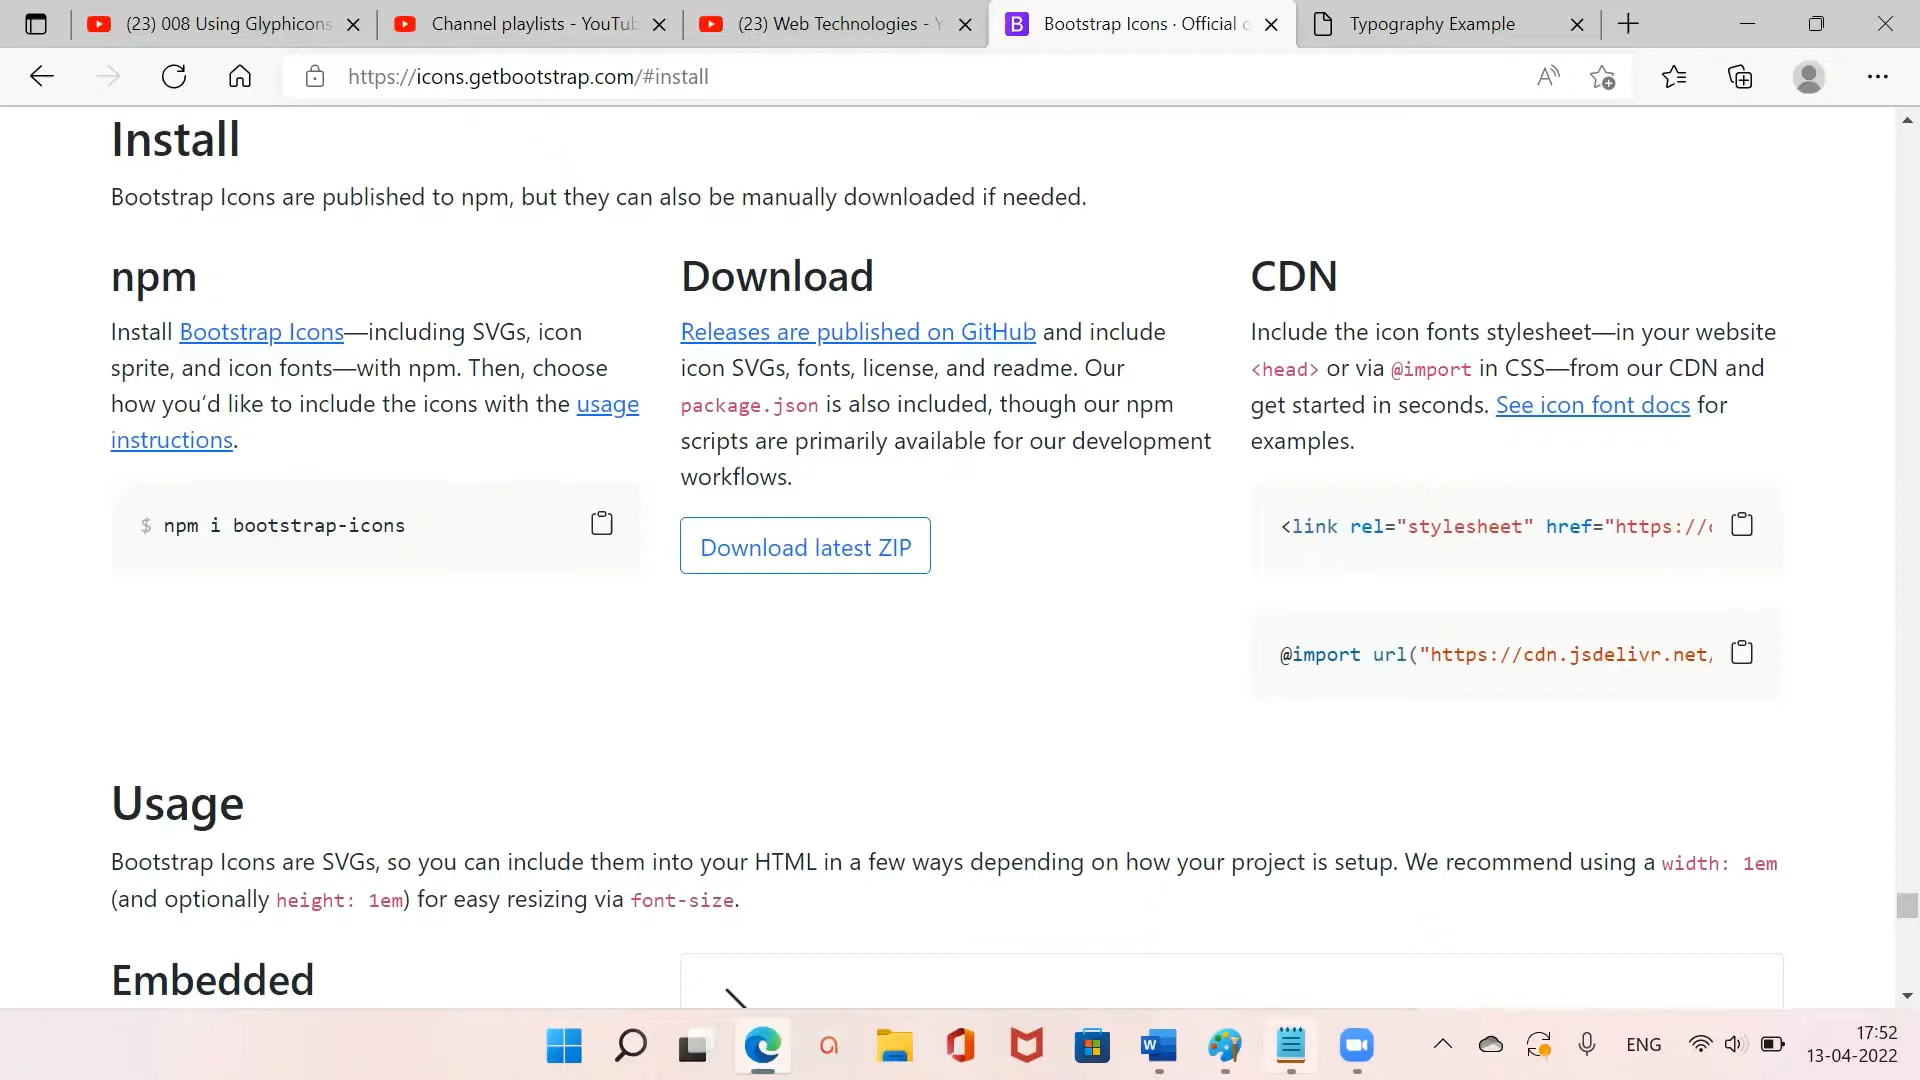 (23) 008 Using Glyphicons
Channel playlists - YouTub
(23) Web Technologies - Y
Bootstrap Icons · Official o
Typography Example
https://icons.getbootstrap.com/#install
Install
Bootstrap Icons are published to npm, but they can also be manually downloaded if needed.
npm
Install Bootstrap Icons—including SVGs, icon
sprite, and icon fonts—with npm. Then, choose
how you’d like to include the icons with the usage
instructions.
$ npm i bootstrap-icons
Download
Releases are published on GitHub and include
icon SVGs, fonts, license, and readme. Our
package.json is also included, though our npm
scripts are primarily available for our development
workflows.
Download latest ZIP
CDN
Include the icon fonts stylesheet—in your website
<head> or via @import in CSS—from our CDN and
get started in seconds. See icon font docs for
examples.
<link rel="stylesheet" href="https://c
@import url("https://cdn.jsdelivr.net/
Usage
Bootstrap Icons are SVGs, so you can include them into your HTML in a few ways depending on how your project is setup. We recommend using a width: 1em
(and optionally height: 1em) for easy resizing via font-size.
Embedded
ENG
17:52
13-04-2022